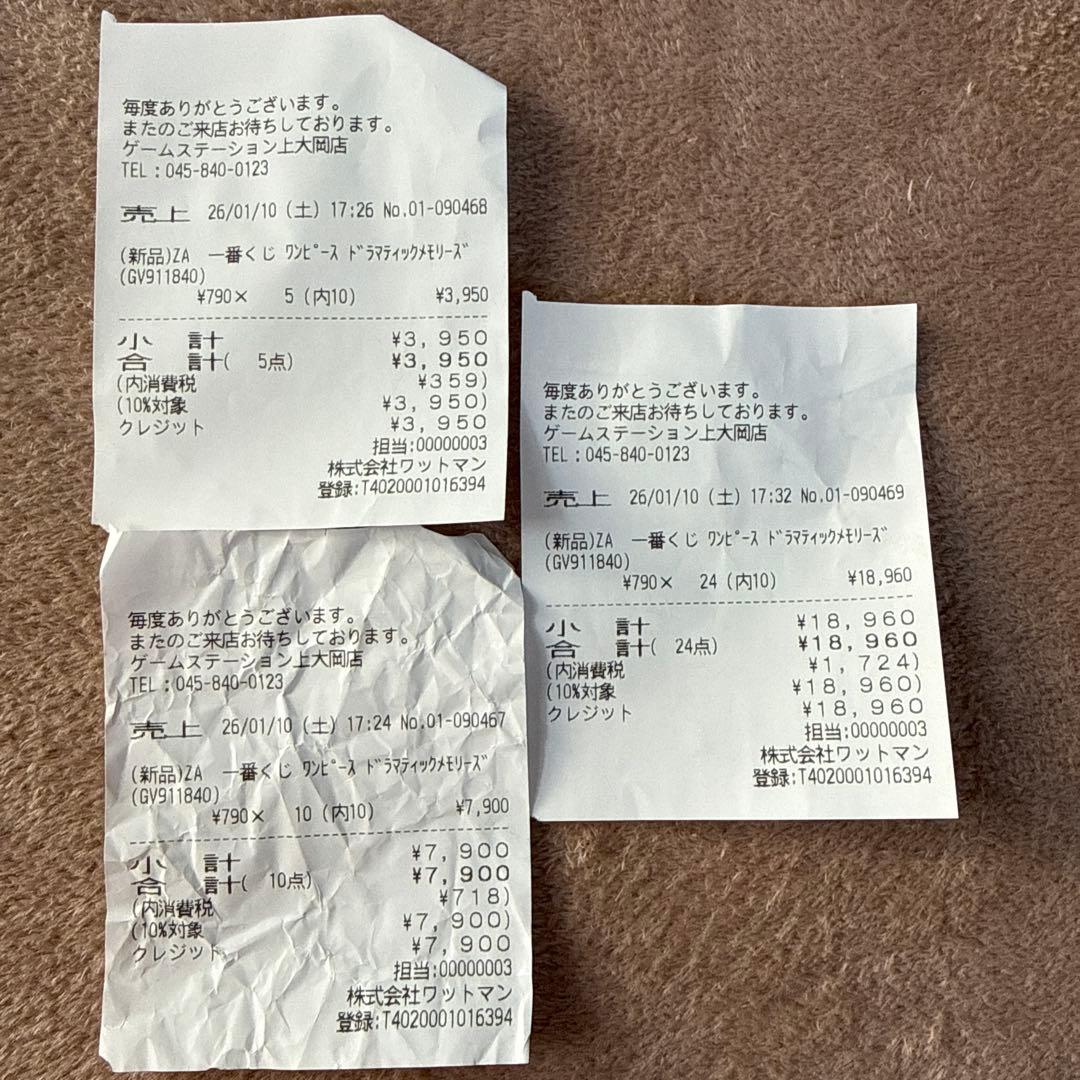 毎度ありがとうございます。
またのご来店お待ちしております。
ゲームステーション上大岡店
TEL：045-840-0123
売上 26/01/10（土）17:26 No.01-090468
(新品)ZA 一番くじ ﾜﾝﾋﾟｰｽ ﾄﾞﾗﾏﾃｨｯｸﾒﾓﾘｰｽﾞ
(GV911840)
¥790× 5（内10） ¥3,950
小 計 ¥3,950
合 計( 5点) ¥3,950
(内消費税 ¥359)
(10%対象 ¥3,950)
クレジット ¥3,950
担当:00000003
株式会社ワットマン
登録:T4020001016394
毎度ありがとうございます。
またのご来店お待ちしております。
ゲームステーション上大岡店
TEL：045-840-0123
売上 26/01/10（土）17:32 No.01-090469
(新品)ZA 一番くじ ﾜﾝﾋﾟｰｽ ﾄﾞﾗﾏﾃｨｯｸﾒﾓﾘｰｽﾞ
(GV911840)
¥790× 24（内10） ¥18,960
小 計 ¥18,960
合 計( 24点) ¥18,960
(内消費税 ¥1,724)
(10%対象 ¥18,960)
クレジット ¥18,960
担当:00000003
株式会社ワットマン
登録:T4020001016394
毎度ありがとうございます。
またのご来店お待ちしております。
ゲームステーション上大岡店
TEL：045-840-0123
売上 26/01/10（土）17:24 No.01-090467
(新品)ZA 一番くじ ﾜﾝﾋﾟｰｽ ﾄﾞﾗﾏﾃｨｯｸﾒﾓﾘｰｽﾞ
(GV911840)
¥790× 10（内10） ¥7,900
小 計 ¥7,900
合 計( 10点) ¥7,900
(内消費税 ¥718)
(10%対象 ¥7,900)
クレジット ¥7,900
担当:00000003
株式会社ワットマン
登録:T4020001016394